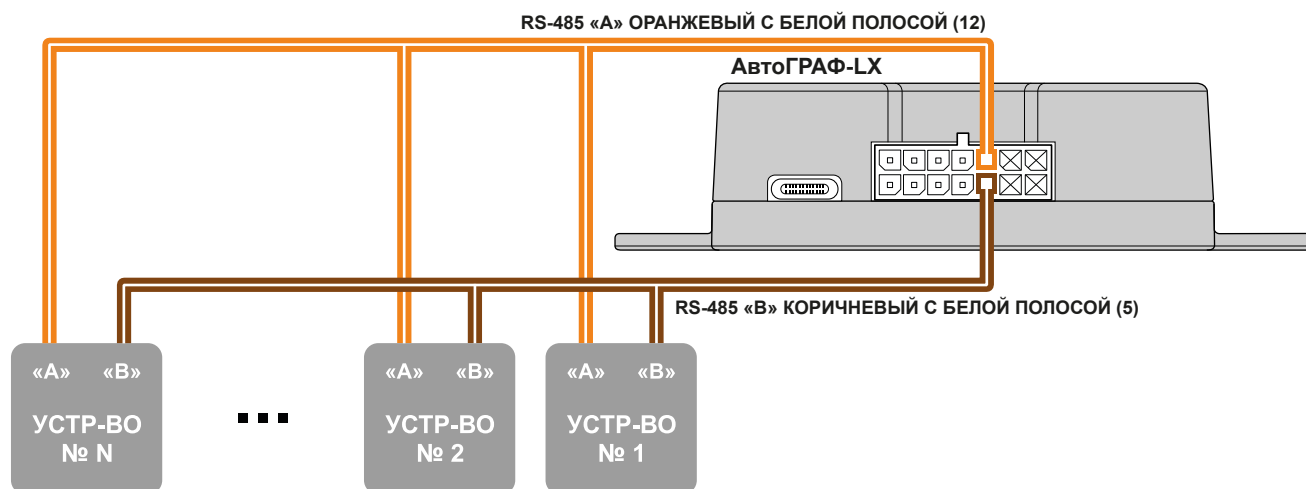 RS-485 «А» ОРАНЖЕВЫЙ С БЕЛОЙ ПОЛОСОЙ (12)
АвтоГРАФ-LX
RS-485 «В» КОРИЧНЕВЫЙ С БЕЛОЙ ПОЛОСОЙ (5)
«А» «В»
УСТР-ВО
№ N
...
«А» «В»
УСТР-ВО
№ 2
«А» «В»
УСТР-ВО
№ 1